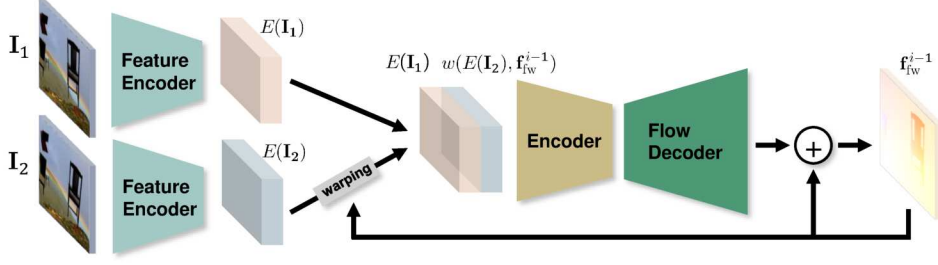 I₁
Feature
Encoder
E(I₁)
I₂
Feature
Encoder
E(I₂)
warping
E(I₁) w(E(I₂), f_fw^{i−1})
Encoder
Flow
Decoder
+
f_fw^{i−1}